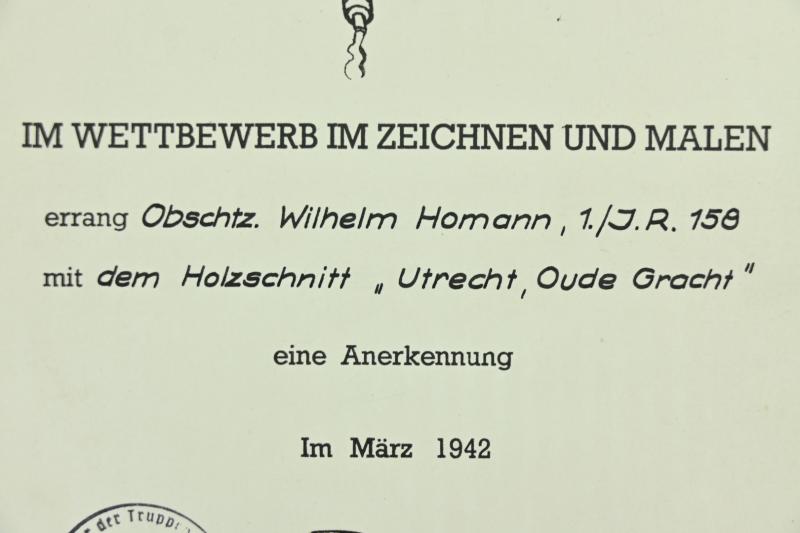 IM WETTBEWERB IM ZEICHNEN UND MALEN
errang Obschtz. Wilhelm Homann, 1./J.R. 158
mit dem Holzschnitt „Utrecht, Oude Gracht"
eine Anerkennung
Im März 1942
der